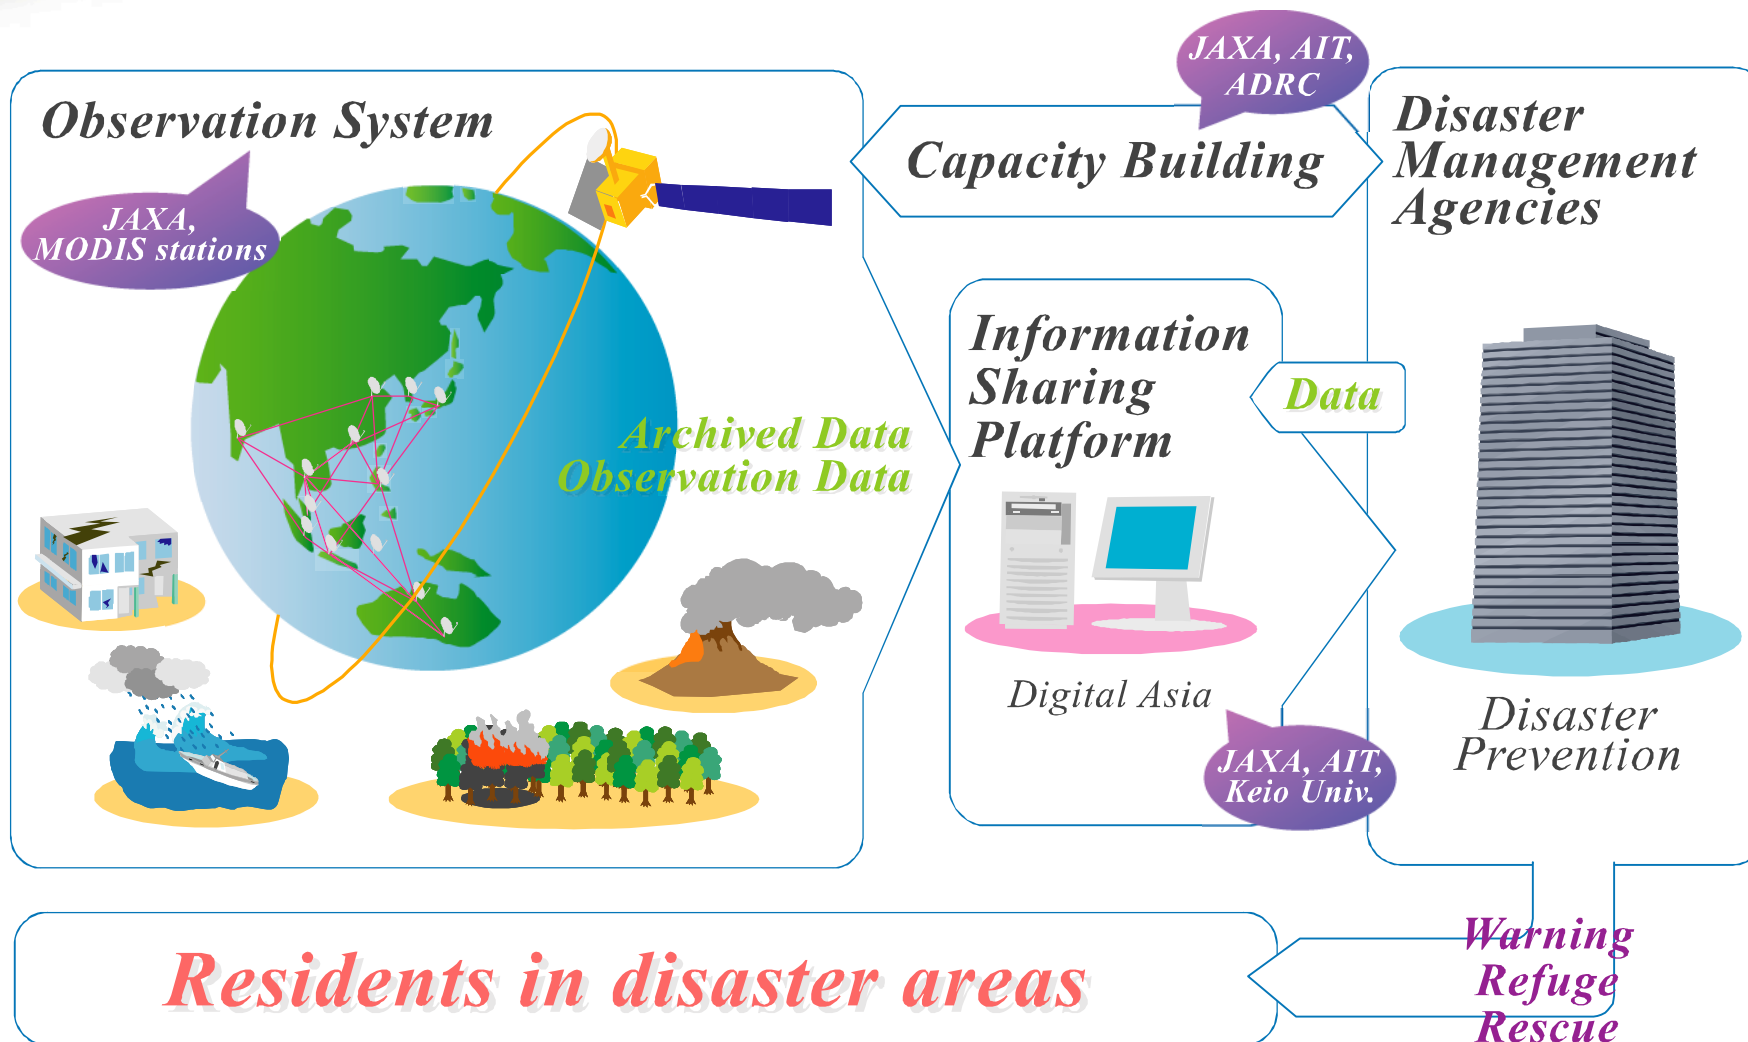 Observation System
JAXA,
MODIS stations
Archived Data
Observation Data
JAXA, AIT,
ADRC
Capacity Building
Information
Sharing
Platform
Data
Digital Asia
JAXA, AIT,
Keio Univ.
Disaster
Management
Agencies
Disaster
Prevention
Warning
Refuge
Rescue
Residents in disaster areas